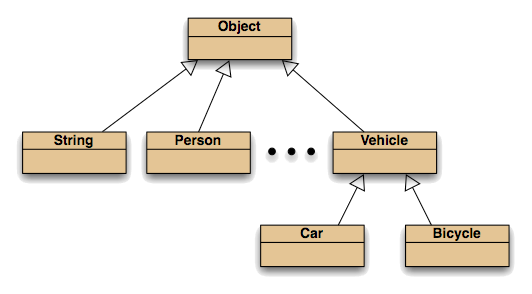 Object
String
Person
Vehicle
Car
Bicycle